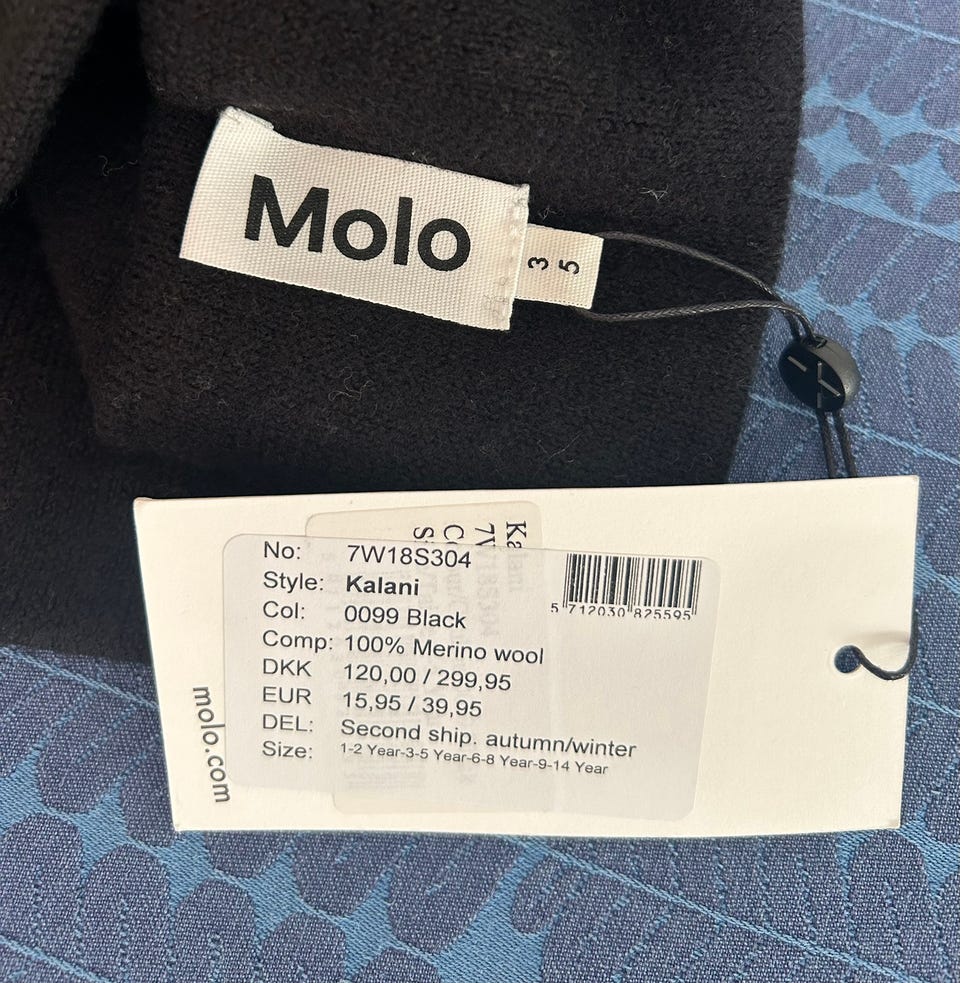 Molo
3
5
No: 7W18S304
Style: Kalani
Col: 0099 Black
Comp: 100% Merino wool
DKK 120,00 / 299,95
EUR 15,95 / 39,95
DEL: Second ship. autumn/winter
Size: 1-2 Year-3-5 Year-6-8 Year-9-14 Year
5 712030 825595
molo.com